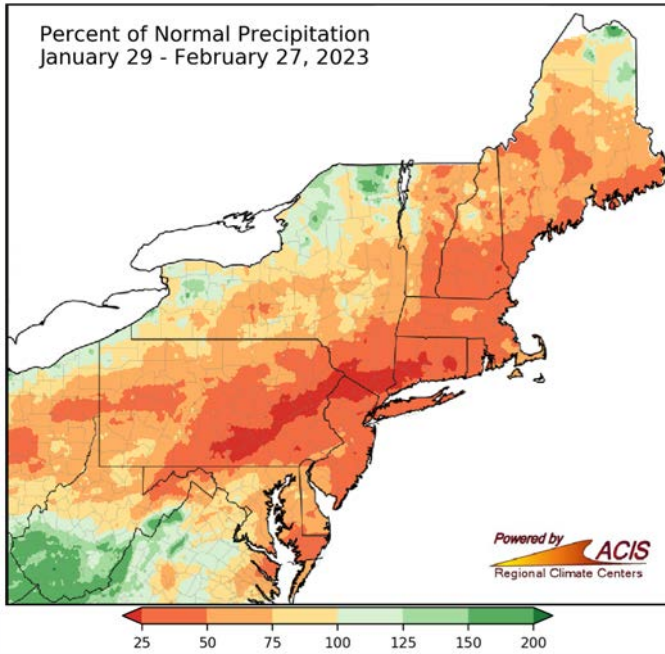 Percent of Normal Precipitation
January 29 - February 27, 2023
Powered by
ACIS
Regional Climate Centers
25 50 75 100 125 150 200